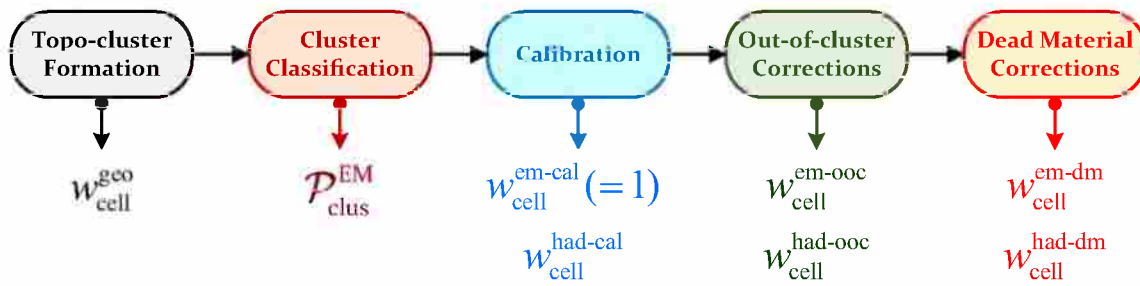 Topo-cluster
Formation
Cluster
Classification
Calibration
Out-of-cluster
Corrections
Dead Material
Corrections
w_cell^geo
𝒫_clus^EM
w_cell^em-cal (= 1)
w_cell^had-cal
w_cell^em-ooc
w_cell^had-ooc
w_cell^em-dm
w_cell^had-dm